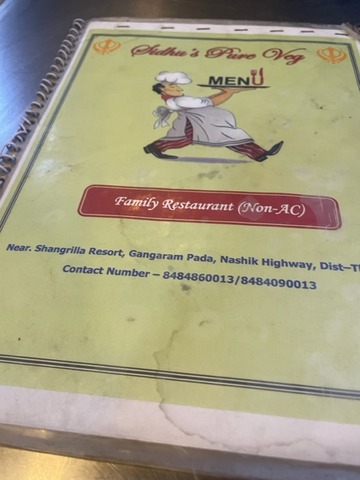 Sidhu's Pure Veg
MENU
Family Restaurant (Non-AC)
Near. Shangrilla Resort, Gangaram Pada, Nashik Highway, Dist–T
Contact Number – 8484860013/8484090013